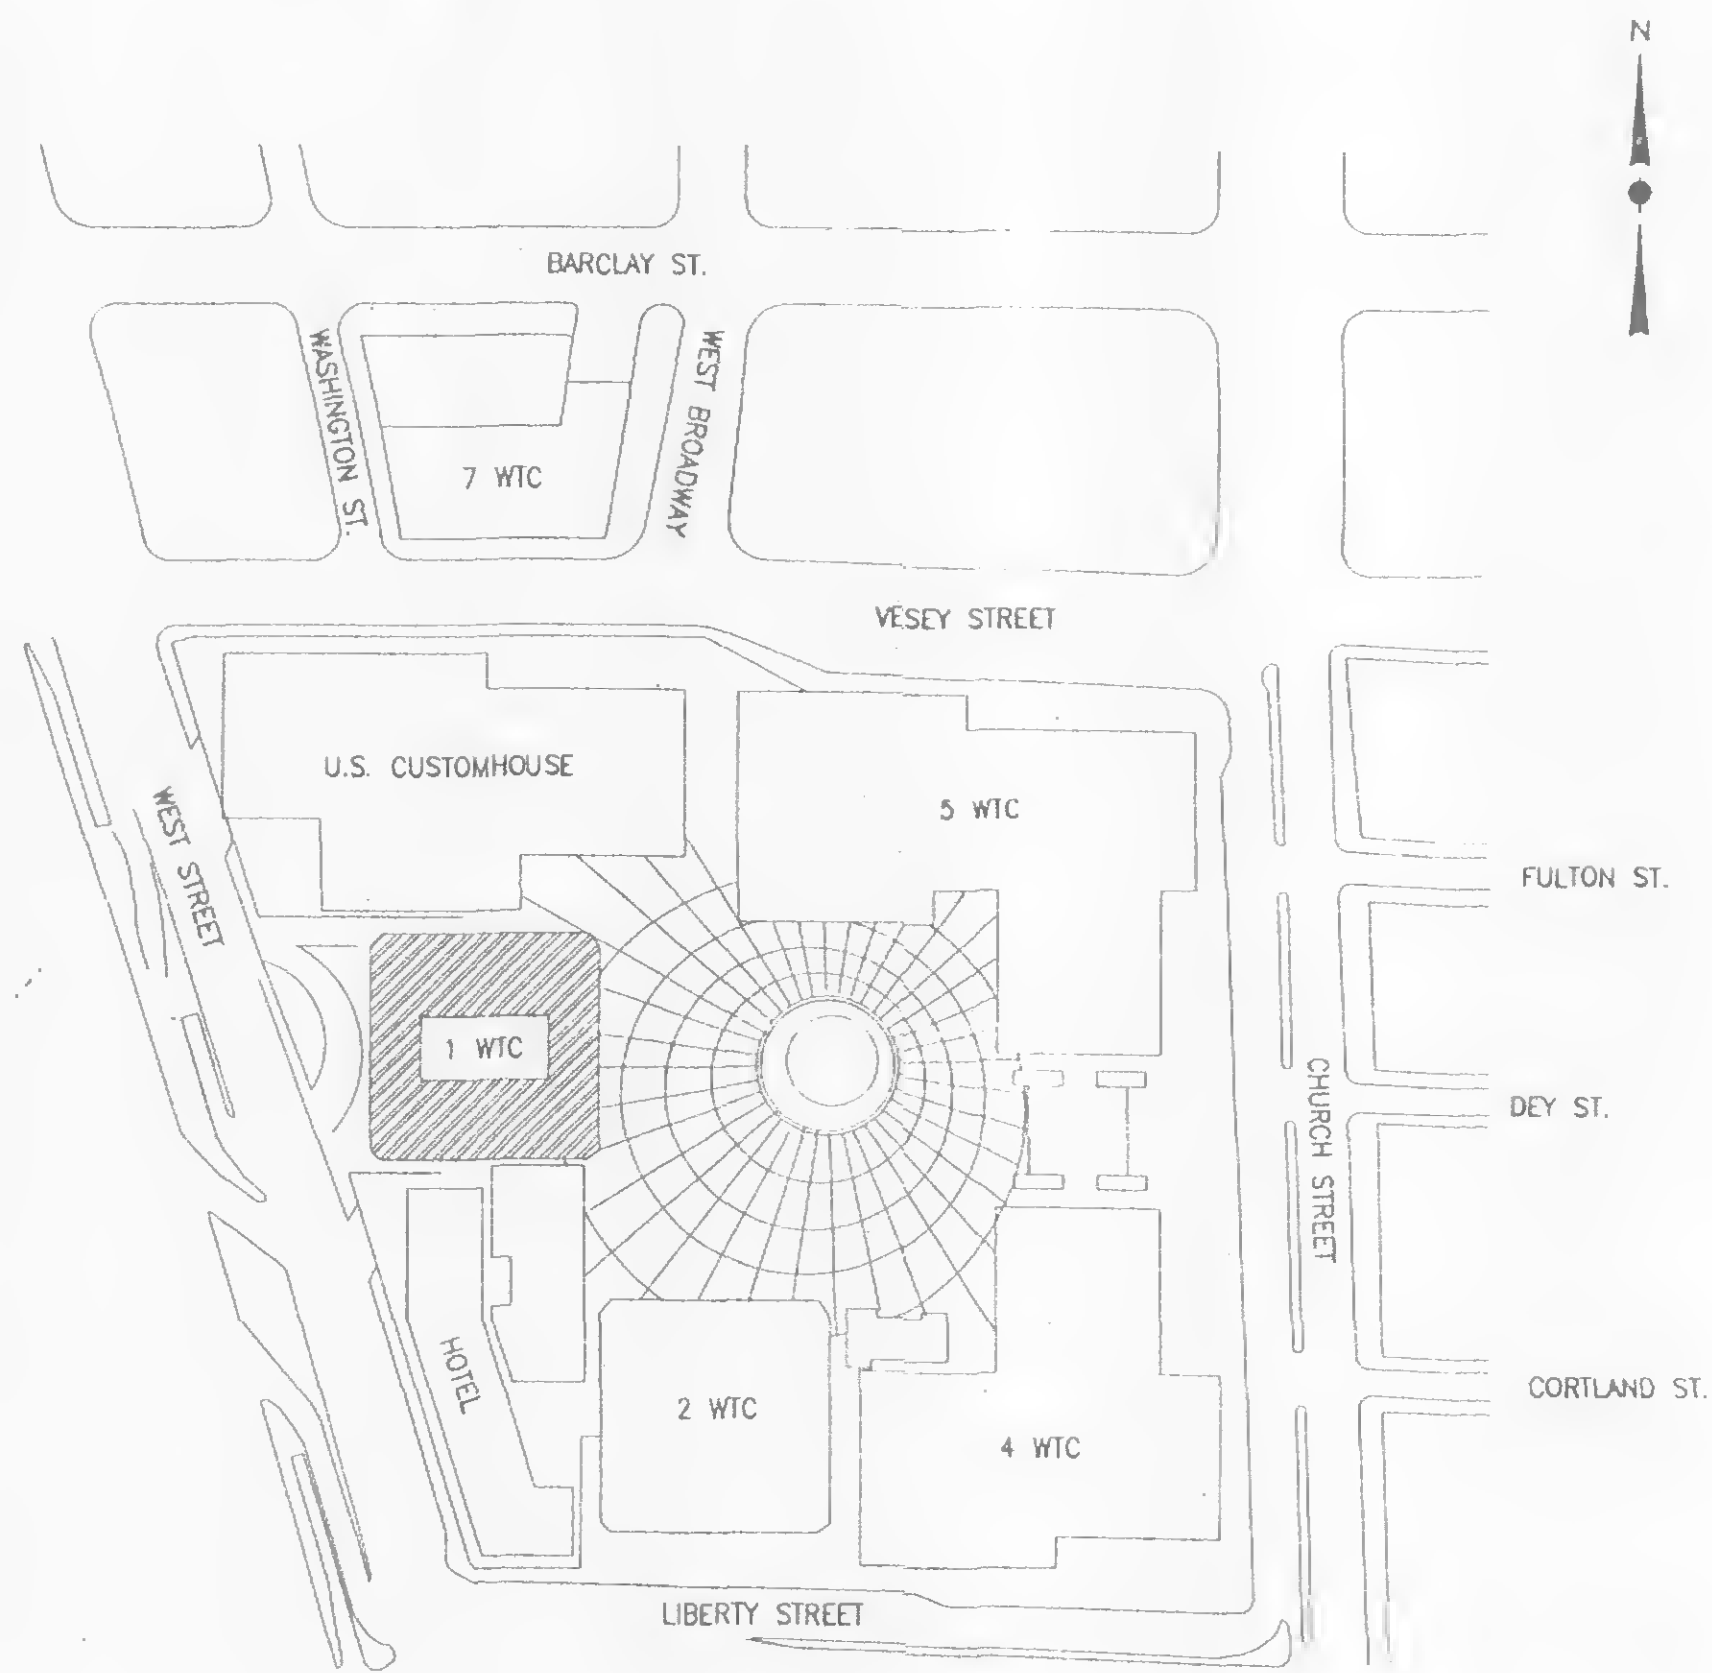 N
BARCLAY ST.
WASHINGTON ST.
WEST BROADWAY
7 WTC
VESEY STREET
U.S. CUSTOMHOUSE
5 WTC
WEST STREET
FULTON ST.
1 WTC
CHURCH STREET
DEY ST.
HOTEL
2 WTC
CORTLAND ST.
4 WTC
LIBERTY STREET